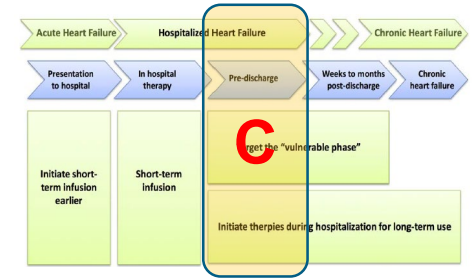 Acute Heart Failure
Hospitalized Heart Failure
Chronic Heart Failure
Presentation
to hospital
In hospital
therapy
Pre-discharge
Weeks to months
post-discharge
Chronic
heart failure
Initiate short-
term infusion
earlier
Short-term
infusion
C
rget the "vulnerable phase"
Initiate therpies during hospitalization for long-term use